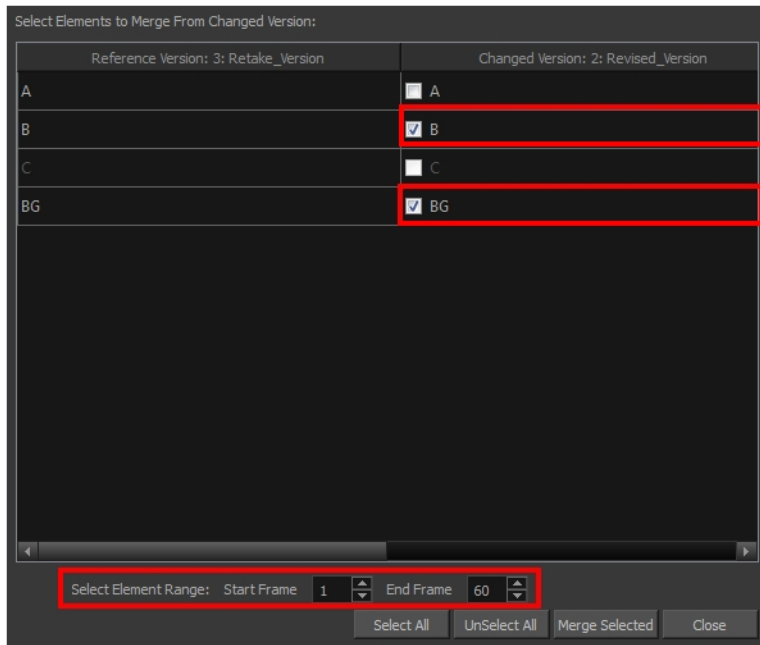 Select Elements to Merge From Changed Version:
Reference Version: 3: Retake_Version Changed Version: 2: Revised_Version
A A
B B
C C
BG BG
Select Element Range: Start Frame 1 End Frame 60
Select All UnSelect All Merge Selected Close